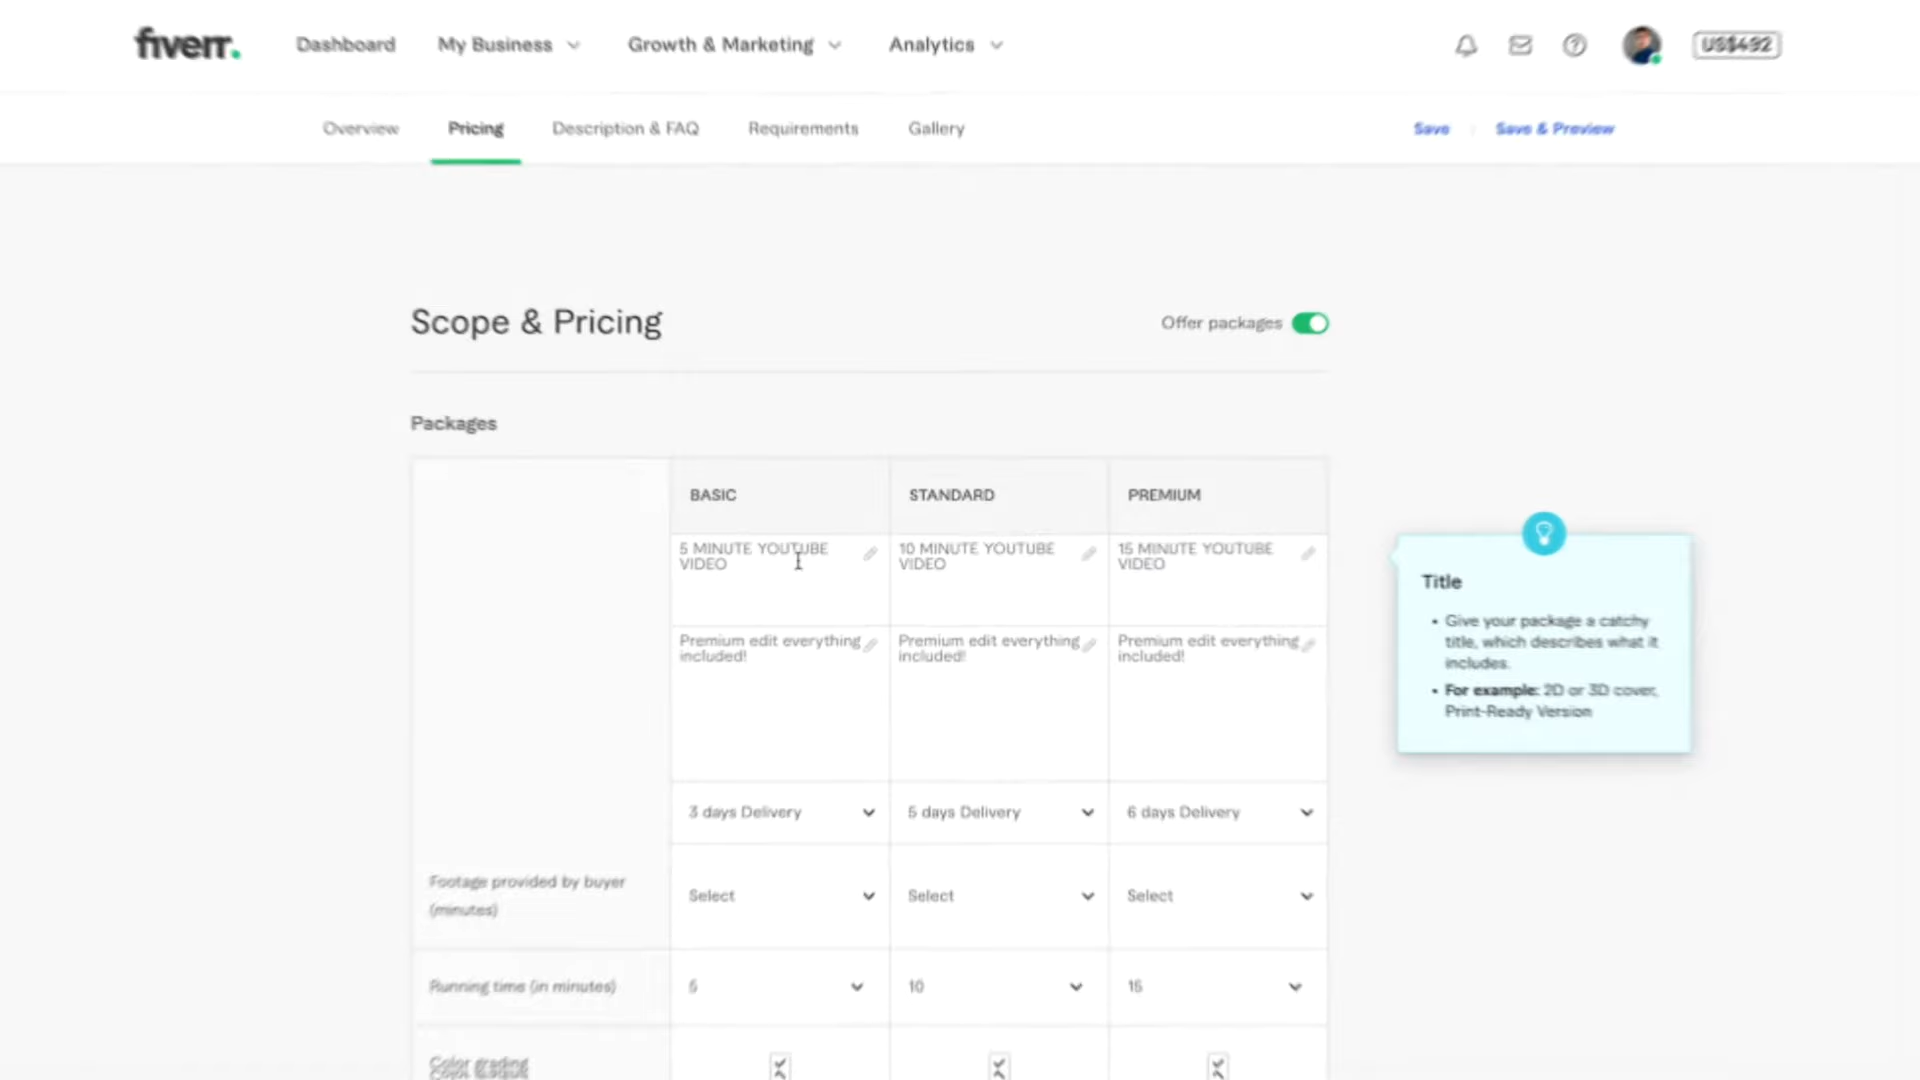 fiverr.
Dashboard
My Business
Growth & Marketing
Analytics
US$492
Overview
Pricing
Description & FAQ
Requirements
Gallery
Save
Save & Preview
Scope & Pricing
Offer packages
Packages
BASIC
STANDARD
PREMIUM
5 MINUTE YOUTUBE
VIDEO
10 MINUTE YOUTUBE
VIDEO
15 MINUTE YOUTUBE
VIDEO
Premium edit everything
included!
Premium edit everything
included!
Premium edit everything
included!
3 days Delivery
5 days Delivery
6 days Delivery
Footage provided by buyer
(minutes)
Select
Select
Select
Running time (in minutes)
5
10
15
Color grading
Title
• Give your package a catchy
title, which describes what it
includes.
• For example: 2D or 3D cover,
Print-Ready Version